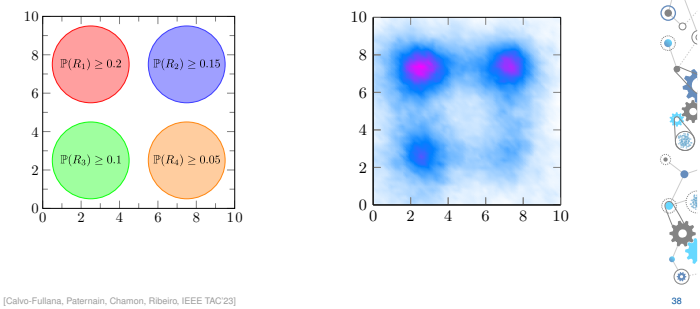 10
8
6
4
2
0
0 2 4 6 8 10
ℙ(R₁) ≥ 0.2
ℙ(R₂) ≥ 0.15
ℙ(R₃) ≥ 0.1
ℙ(R₄) ≥ 0.05
10
8
6
4
2
0
0 2 4 6 8 10
[Calvo-Fullana, Paternain, Chamon, Ribeiro, IEEE TAC'23]
38